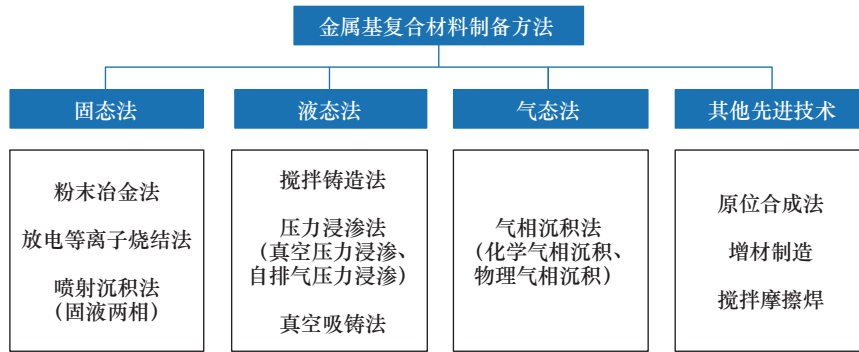 金属基复合材料制备方法
固态法
液态法
气态法
其他先进技术
粉末冶金法
放电等离子烧结法
喷射沉积法
(固液两相)
搅拌铸造法
压力浸渗法
(真空压力浸渗、
自排气压力浸渗)
真空吸铸法
气相沉积法
(化学气相沉积、
物理气相沉积)
原位合成法
增材制造
搅拌摩擦焊